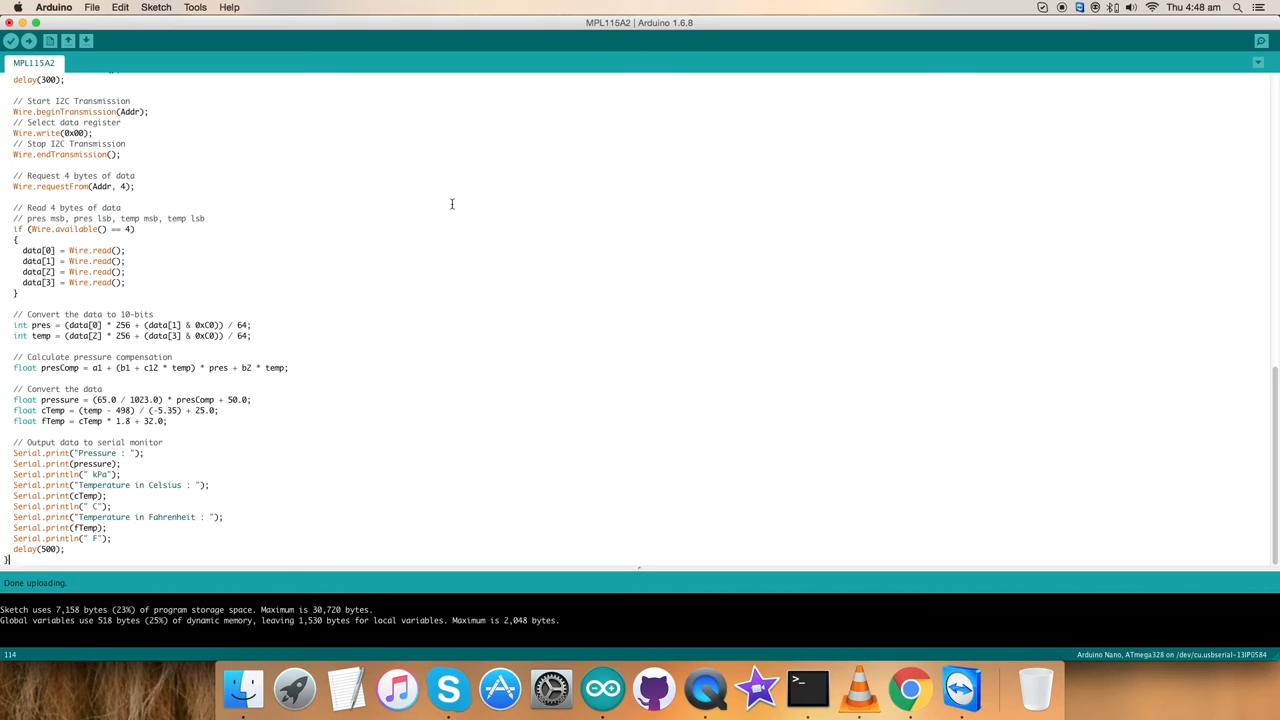 Arduino File Edit Sketch Tools Help Thu 4:48 am
MPL115A2 | Arduino 1.6.8
MPL115A2
delay(300);
// Start I2C Transmission
Wire.beginTransmission(Addr);
// Select data register
Wire.write(0x00);
// Stop I2C Transmission
Wire.endTransmission();
// Request 4 bytes of data
Wire.requestFrom(Addr, 4);
// Read 4 bytes of data
// pres msb, pres lsb, temp msb, temp lsb
if (Wire.available() == 4)
{
data[0] = Wire.read();
data[1] = Wire.read();
data[2] = Wire.read();
data[3] = Wire.read();
}
// Convert the data to 10-bits
int pres = (data[0] * 256 + (data[1] & 0xC0)) / 64;
int temp = (data[2] * 256 + (data[3] & 0xC0)) / 64;
// Calculate pressure compensation
float presComp = a1 + (b1 + c12 * temp) * pres + b2 * temp;
// Convert the data
float pressure = (65.0 / 1023.0) * presComp + 50.0;
float cTemp = (temp - 498) / (-5.35) + 25.0;
float fTemp = cTemp * 1.8 + 32.0;
// Output data to serial monitor
Serial.print("Pressure : ");
Serial.print(pressure);
Serial.println(" kPa");
Serial.print("Temperature in Celsius : ");
Serial.print(cTemp);
Serial.println(" C");
Serial.print("Temperature in Fahrenheit : ");
Serial.print(fTemp);
Serial.println(" F");
delay(500);
}
Done uploading.
Sketch uses 7,158 bytes (23%) of program storage space. Maximum is 30,720 bytes.
Global variables use 518 bytes (25%) of dynamic memory, leaving 1,530 bytes for local variables. Maximum is 2,048 bytes.
114 Arduino Nano, ATmega328 on /dev/cu.usbserial-13IP0584